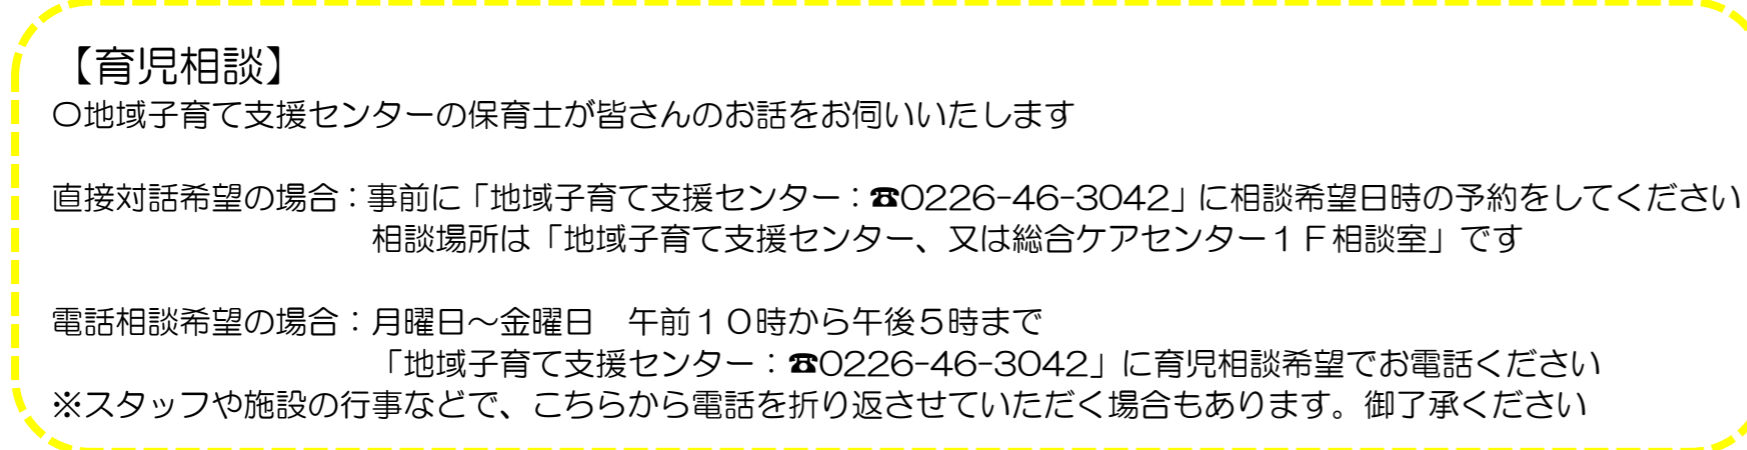 【育児相談】
〇地域子育て支援センターの保育士が皆さんのお話をお伺いいたします
直接対話希望の場合：事前に「地域子育て支援センター：☎0226-46-3042」に相談希望日時の予約をしてください
相談場所は「地域子育て支援センター、又は総合ケアセンター１Ｆ相談室」です
電話相談希望の場合：月曜日～金曜日　午前１０時から午後５時まで
「地域子育て支援センター：☎0226-46-3042」に育児相談希望でお電話ください
※スタッフや施設の行事などで、こちらから電話を折り返させていただく場合もあります。御了承ください